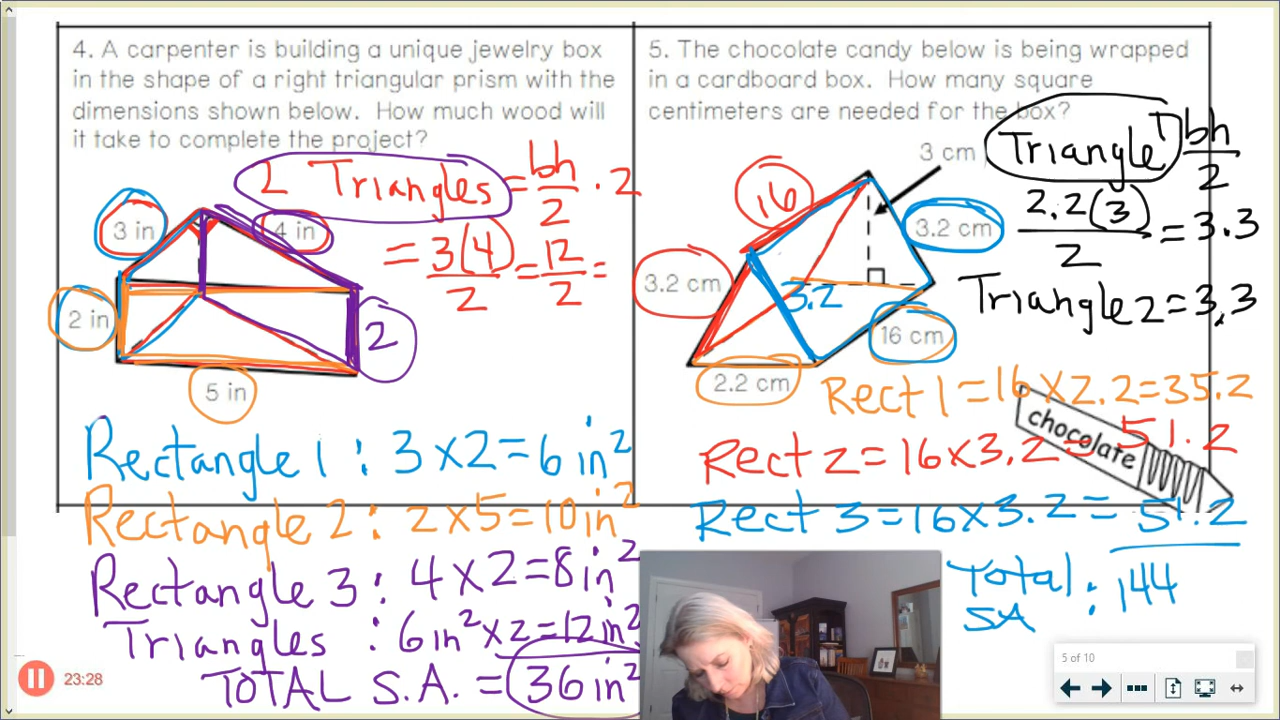 4. A carpenter is building a unique jewelry box
in the shape of a right triangular prism with the
dimensions shown below. How much wood will
it take to complete the project?
2 Triangles = bh/2 · 2
= 3(4)/2 = 12/2 =
3 in
4 in
2 in
2
5 in
Rectangle 1 : 3 x 2 = 6 in²
Rectangle 2 : 2 x 5 = 10 in²
Rectangle 3 : 4 x 2 = 8 in²
Triangles : 6 in² x 2 = 12 in²
TOTAL S.A. = 36 in²
5. The chocolate candy below is being wrapped
in a cardboard box. How many square
centimeters are needed for the box?
Triangle 1 bh/2
2.2(3)/2 = 3.3
Triangle 2 = 3.3
3 cm
16
3.2 cm
3.2 cm
3.2
16 cm
2.2 cm
Rect 1 = 16 x 2.2 = 35.2
chocolate
Rect 2 = 16 x 3.2 = 51.2
Rect 3 = 16 x 3.2 = 51.2
Total : 144
SA
23:28
5 of 10